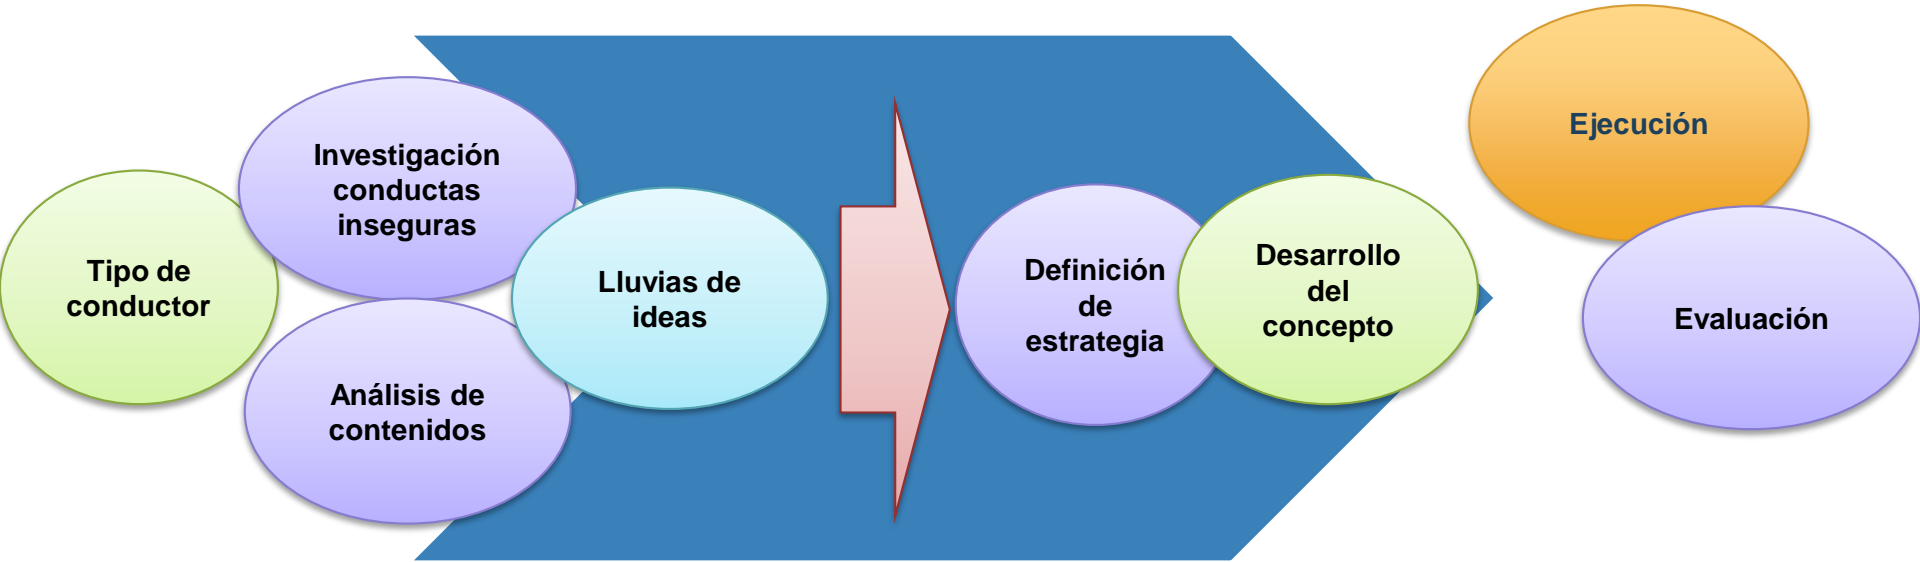 Tipo de
conductor
Investigación
conductas
inseguras
Análisis de
contenidos
Lluvias de
ideas
Definición
de
estrategia
Desarrollo
del
concepto
Ejecución
Evaluación